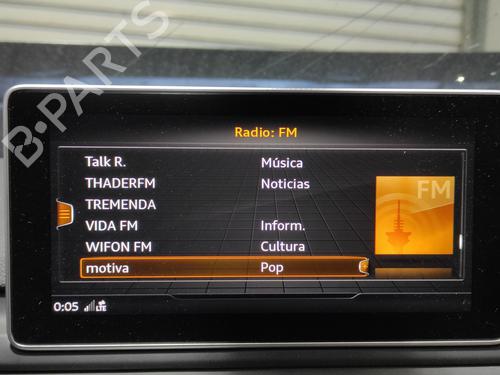 Radio: FM
Talk R. Música
THADERFM Noticias
TREMENDA
VIDA FM Inform.
WIFON FM Cultura
motiva Pop
FM
0:05 LTE
B-PARTS